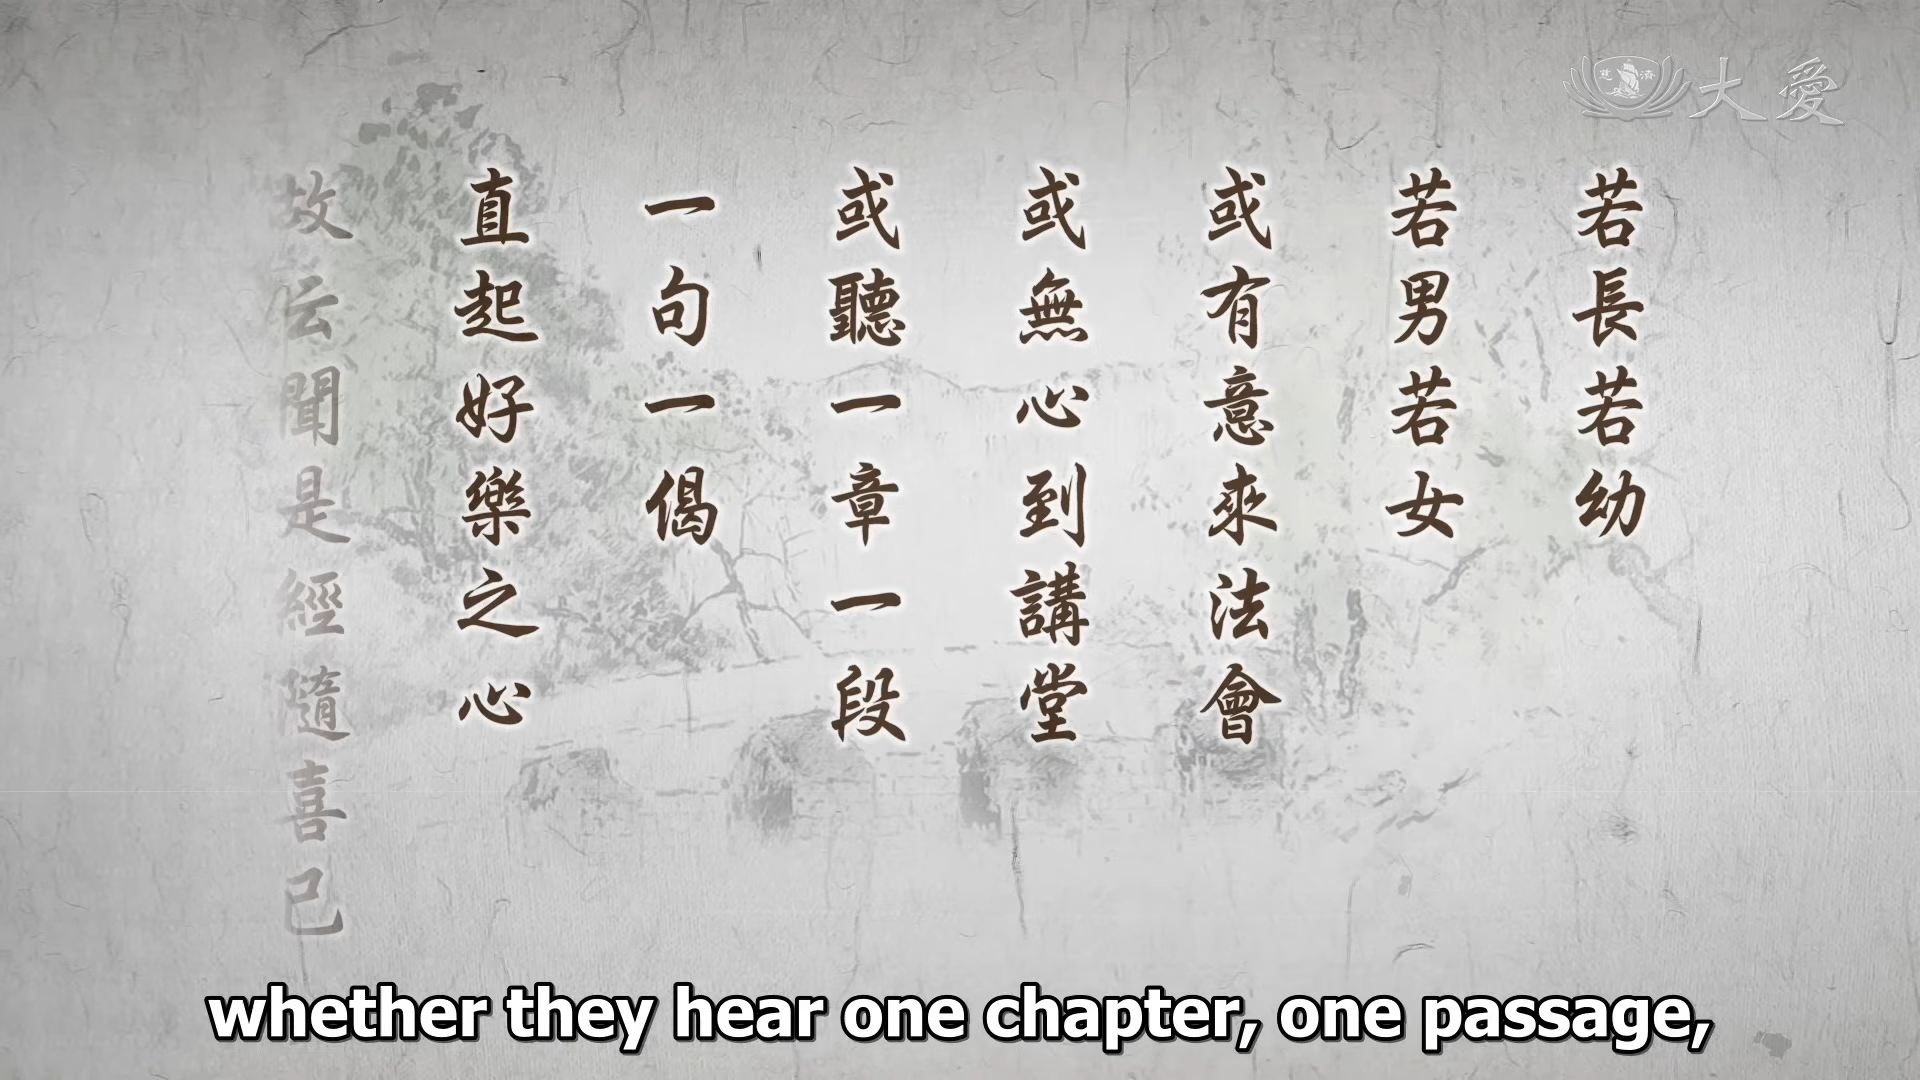 大愛
慈濟
若長若幼
若男若女
或有意來法會
或無心到講堂
或聽一章一段
一句一偈
直起好樂之心
故云聞是經隨喜已
whether they hear one chapter, one passage,